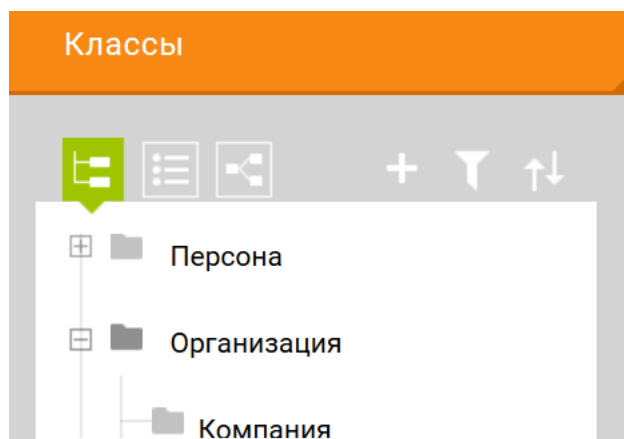 Классы
Персона
Организация
Компания